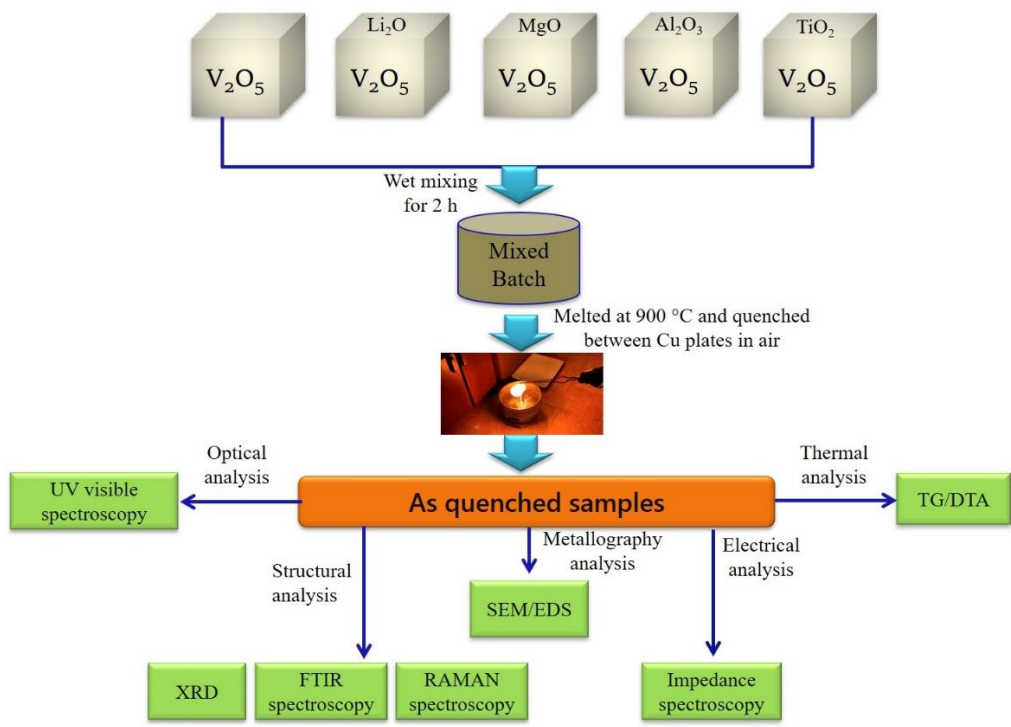 Li₂O
MgO
Al₂O₃
TiO₂
V₂O₅
V₂O₅
V₂O₅
V₂O₅
V₂O₅
Wet mixing
for 2 h
Mixed
Batch
Melted at 900 °C and quenched
between Cu plates in air
Optical
analysis
Thermal
analysis
UV visible
spectroscopy
As quenched samples
TG/DTA
Structural
analysis
Metallography
analysis
Electrical
analysis
SEM/EDS
XRD
FTIR
spectroscopy
RAMAN
spectroscopy
Impedance
spectroscopy